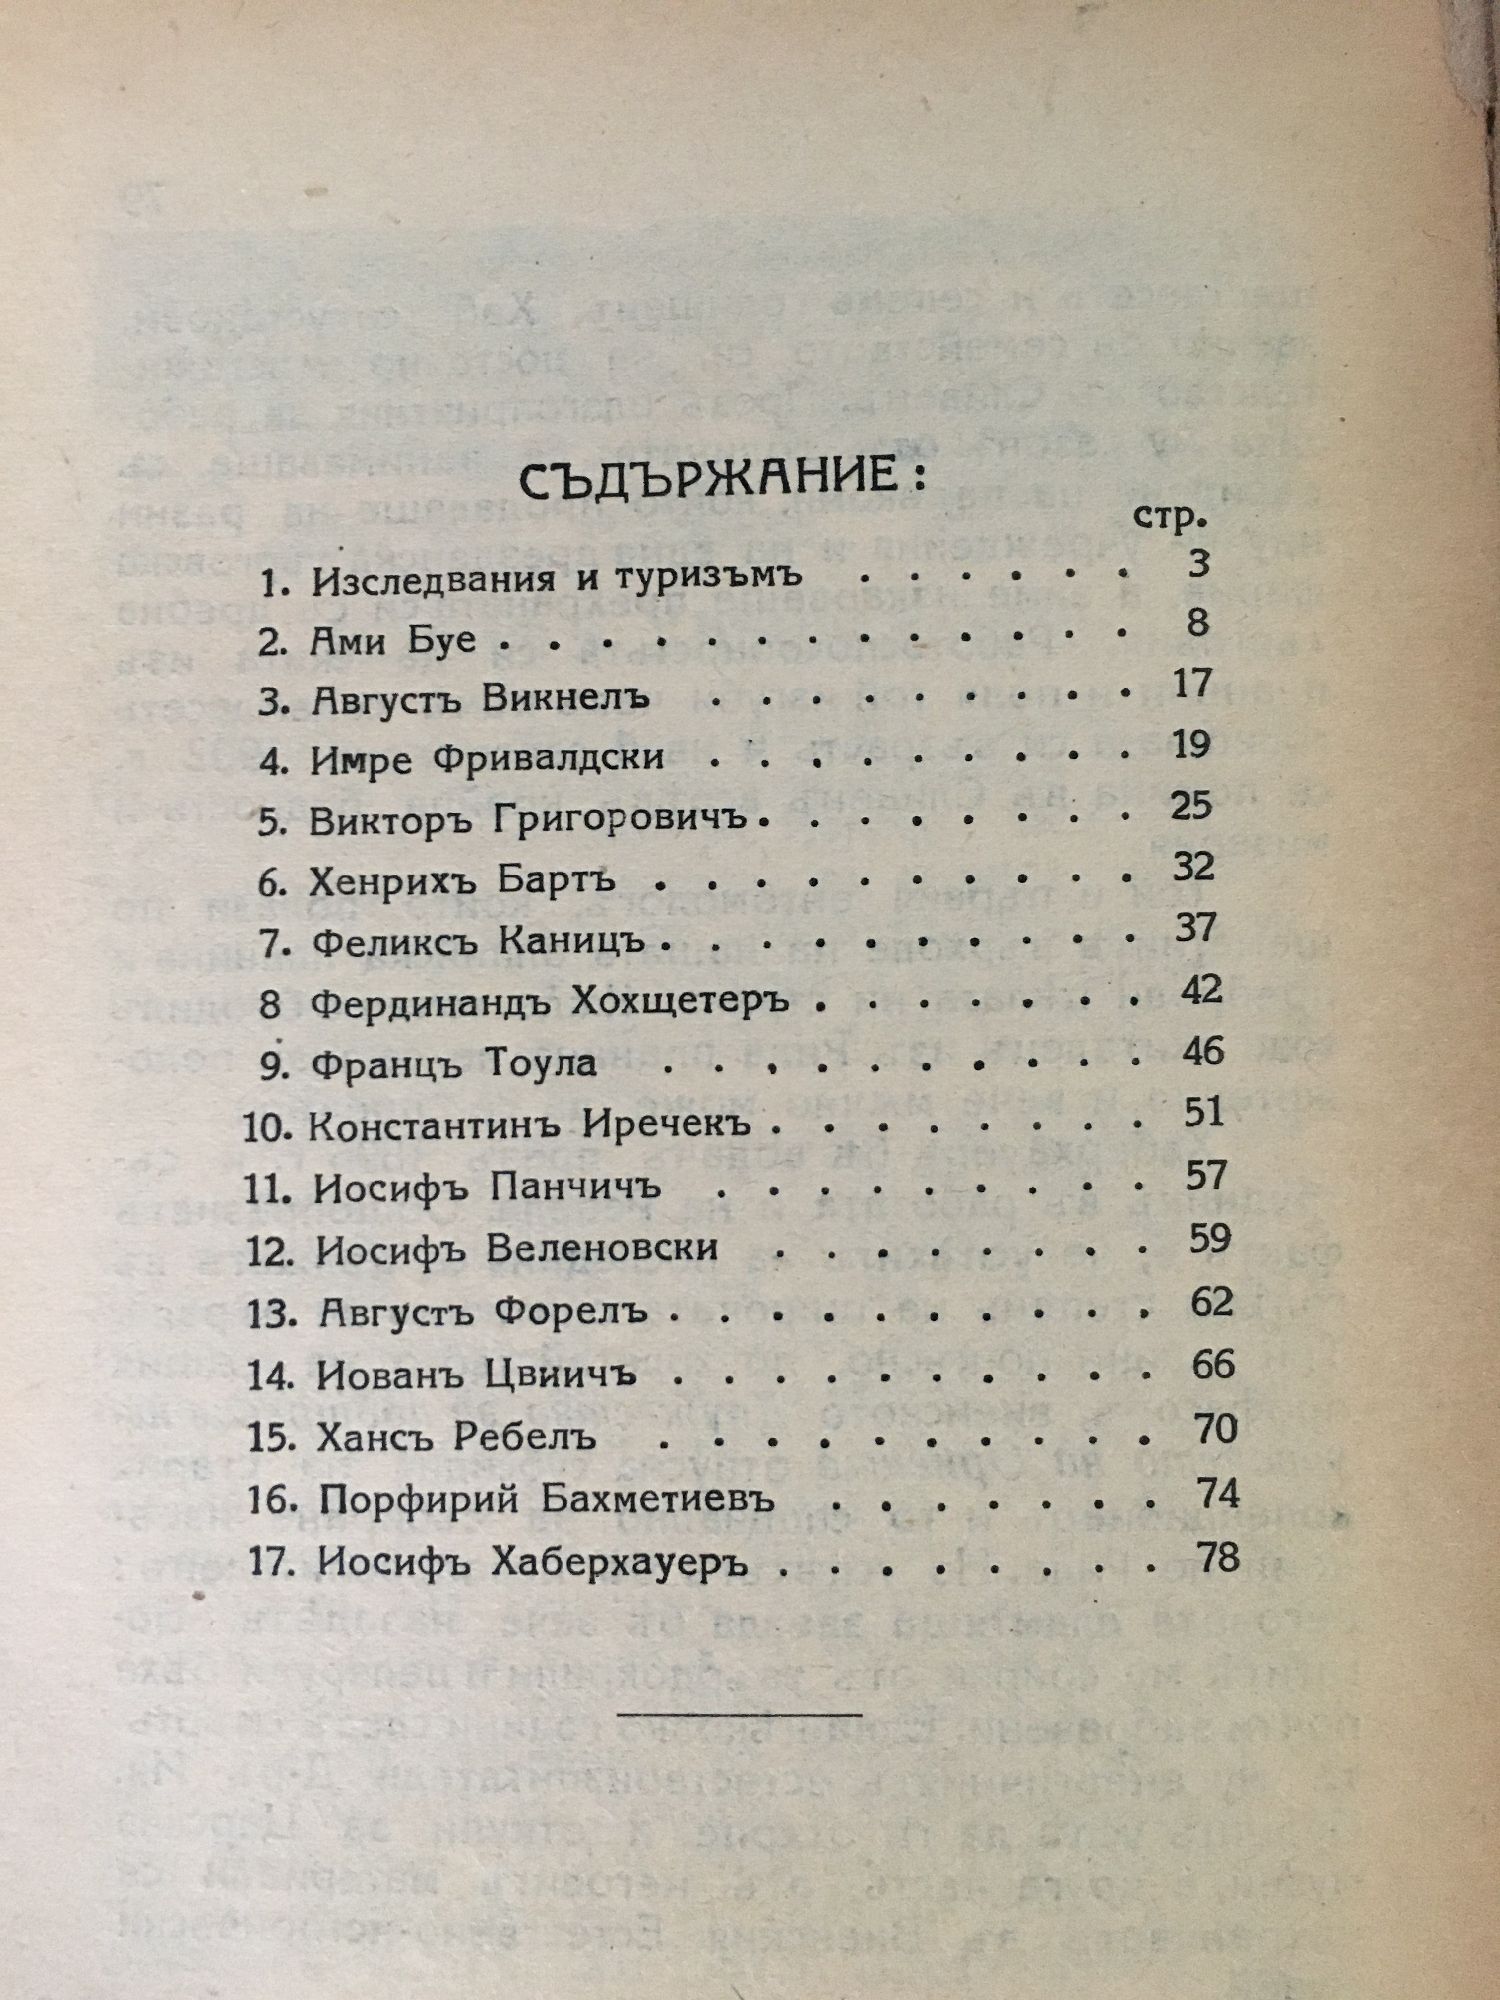 СЪДЪРЖАНИЕ:
стр.
1. Изследвания и туризъмъ . . . . . . 3
2. Ами Буе . . . . . . . . . . . . . 8
3. Августъ Викнелъ . . . . . . . . . 17
4. Имре Фривалдски . . . . . . . . . 19
5. Викторъ Григоровичъ . . . . . . . . 25
6. Хенрихъ Бартъ . . . . . . . . . . 32
7. Феликсъ Каницъ . . . . . . . . . . 37
8 Фердинандъ Хохщетеръ . . . . . . . 42
9. Францъ Тоула . . . . . . . . . . 46
10. Константинъ Иречекъ . . . . . . . . 51
11. Иосифъ Панчичъ . . . . . . . . . 57
12. Иосифъ Веленовски . . . . . . . . 59
13. Августъ Форелъ . . . . . . . . . . 62
14. Иованъ Цвиичъ . . . . . . . . . . 66
15. Хансъ Ребелъ . . . . . . . . . . 70
16. Порфирий Бахметиевъ . . . . . . . 74
17. Иосифъ Хаберхауеръ . . . . . . . . 78